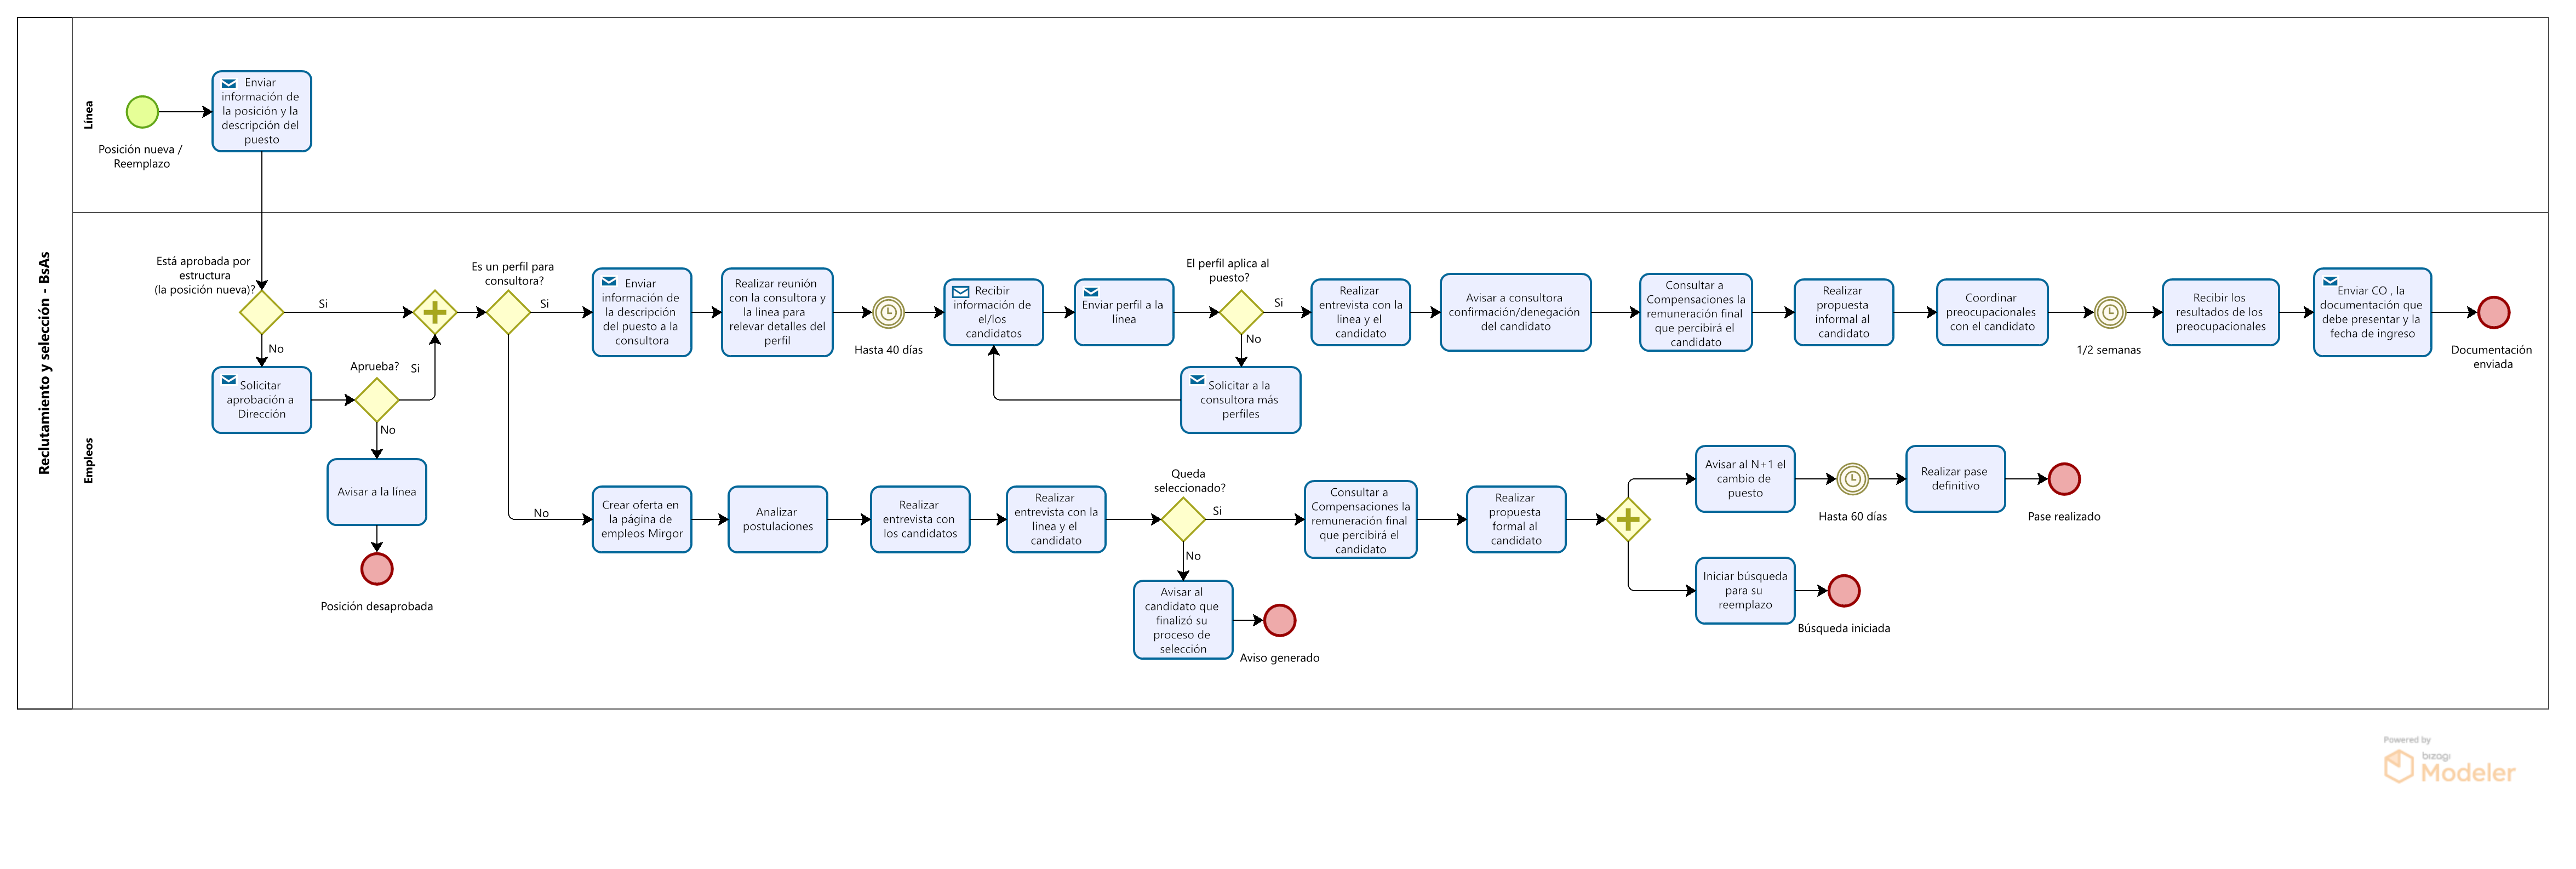 Reclutamiento y selección - BsAs
Línea
Posición nueva /
Reemplazo
Enviar
información de
la posición y la
descripción del
puesto
Empleos
Está aprobada por
estructura
(la posición nueva)?
Si
No
Solicitar
aprobación a
Dirección
Aprueba?
Si
No
Avisar a la línea
Posición desaprobada
Es un perfil para
consultora?
Si
Enviar
información de
la descripción
del puesto a la
consultora
Realizar reunión
con la consultora y
la linea para
relevar detalles del
perfil
Hasta 40 días
Recibir
información de
el/los
candidatos
Enviar perfil a la
línea
El perfil aplica al
puesto?
Si
No
Solicitar a la
consultora más
perfiles
Realizar
entrevista con la
linea y el
candidato
Avisar a consultora
confirmación/denegación
del candidato
Consultar a
Compensaciones la
remuneración final
que percibirá el
candidato
Realizar
propuesta
informal al
candidato
Coordinar
preocupacionales
con el candidato
1/2 semanas
Recibir los
resultados de los
preocupacionales
Enviar CO , la
documentación que
debe presentar y la
fecha de ingreso
Documentación
enviada
No
Crear oferta en
la página de
empleos Mirgor
Analizar
postulaciones
Realizar
entrevista con
los candidatos
Realizar
entrevista con la
linea y el
candidato
Queda
seleccionado?
Si
No
Avisar al
candidato que
finalizó su
proceso de
selección
Aviso generado
Consultar a
Compensaciones la
remuneración final
que percibirá el
candidato
Realizar
propuesta
formal al
candidato
Avisar al N+1 el
cambio de
puesto
Hasta 60 días
Realizar pase
definitivo
Pase realizado
Iniciar búsqueda
para su
reemplazo
Búsqueda iniciada
Powered by
bizagi
Modeler